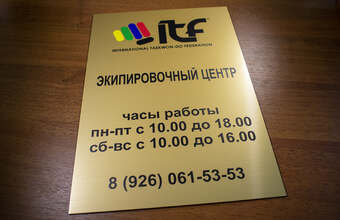 itf
INTERNATIONAL TAEKWON-DO FEDERATION
ЭКИПИРОВОЧНЫЙ ЦЕНТР
часы работы
пн-пт с 10.00 до 18.00
сб-вс с 10.00 до 16.00
8 (926) 061-53-53